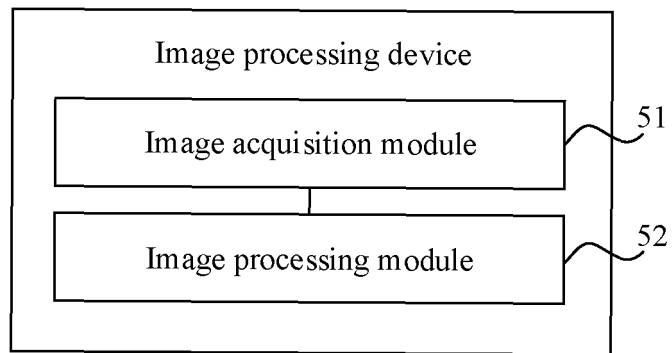 Image processing device
Image acquisition module
51
Image processing module
52